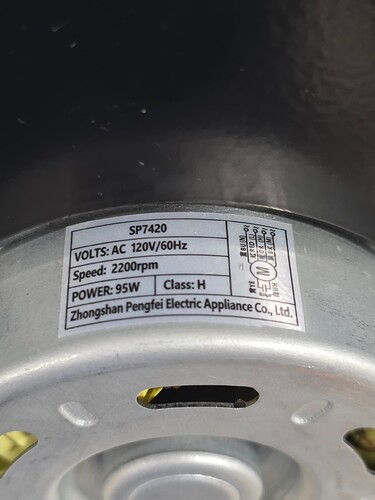 SP7420
VOLTS: AC 120V/60Hz
Speed: 2200rpm
POWER: 95W Class: H
Zhongshan Pengfei Electric Appliance Co., Ltd.
M